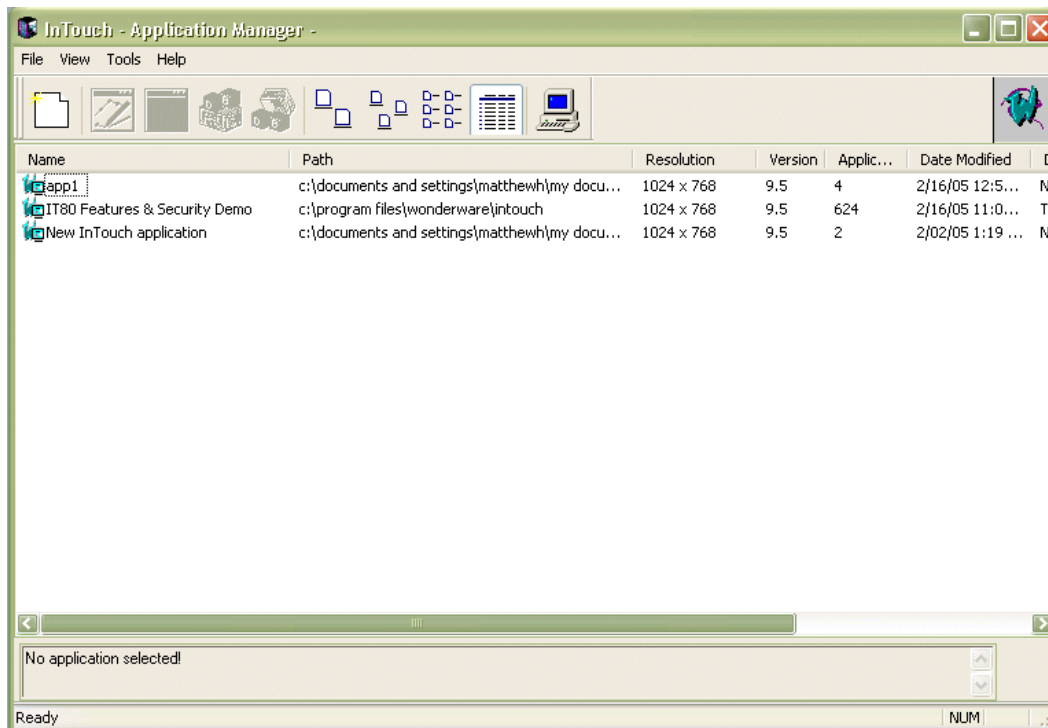 InTouch - Application Manager -
File View Tools Help
Name Path Resolution Version Applic... Date Modified
app1 c:\documents and settings\matthewh\my docu... 1024 x 768 9.5 4 2/16/05 12:5... N
IT80 Features & Security Demo c:\program files\wonderware\intouch 1024 x 768 9.5 624 2/16/05 11:0... T
New InTouch application c:\documents and settings\matthewh\my docu... 1024 x 768 9.5 2 2/02/05 1:19 ... N
No application selected!
Ready NUM